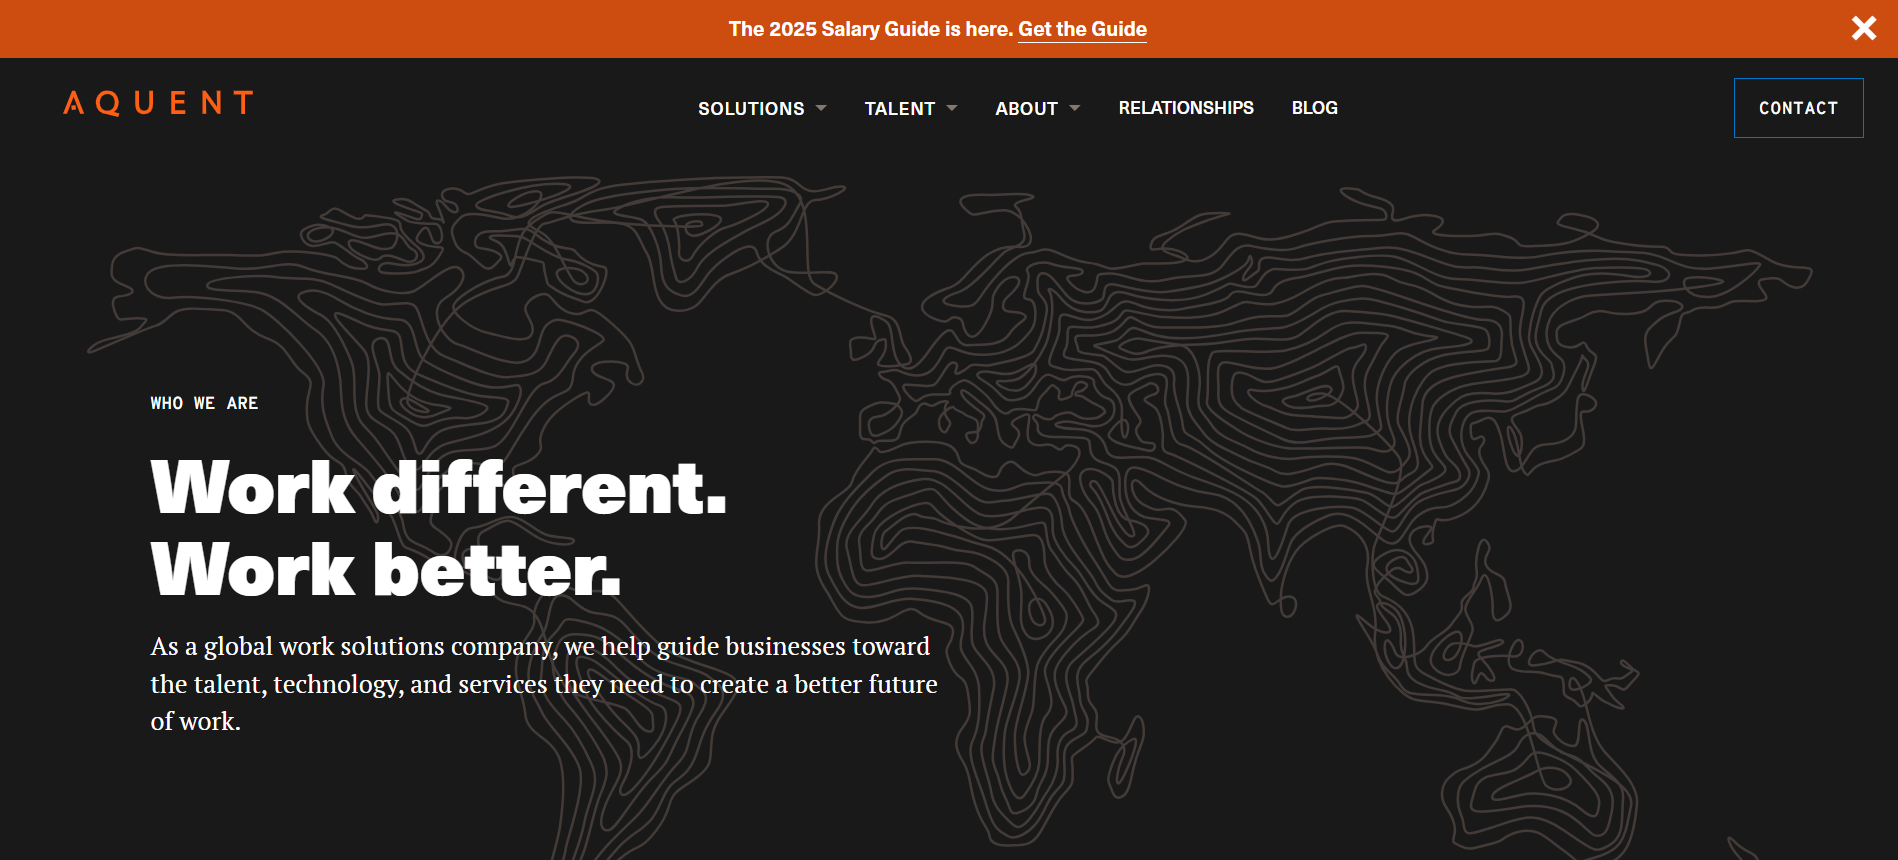 The 2025 Salary Guide is here. Get the Guide
AQUENT
SOLUTIONS
TALENT
ABOUT
RELATIONSHIPS
BLOG
CONTACT
WHO WE ARE
Work different.
Work better.
As a global work solutions company, we help guide businesses toward
the talent, technology, and services they need to create a better future
of work.